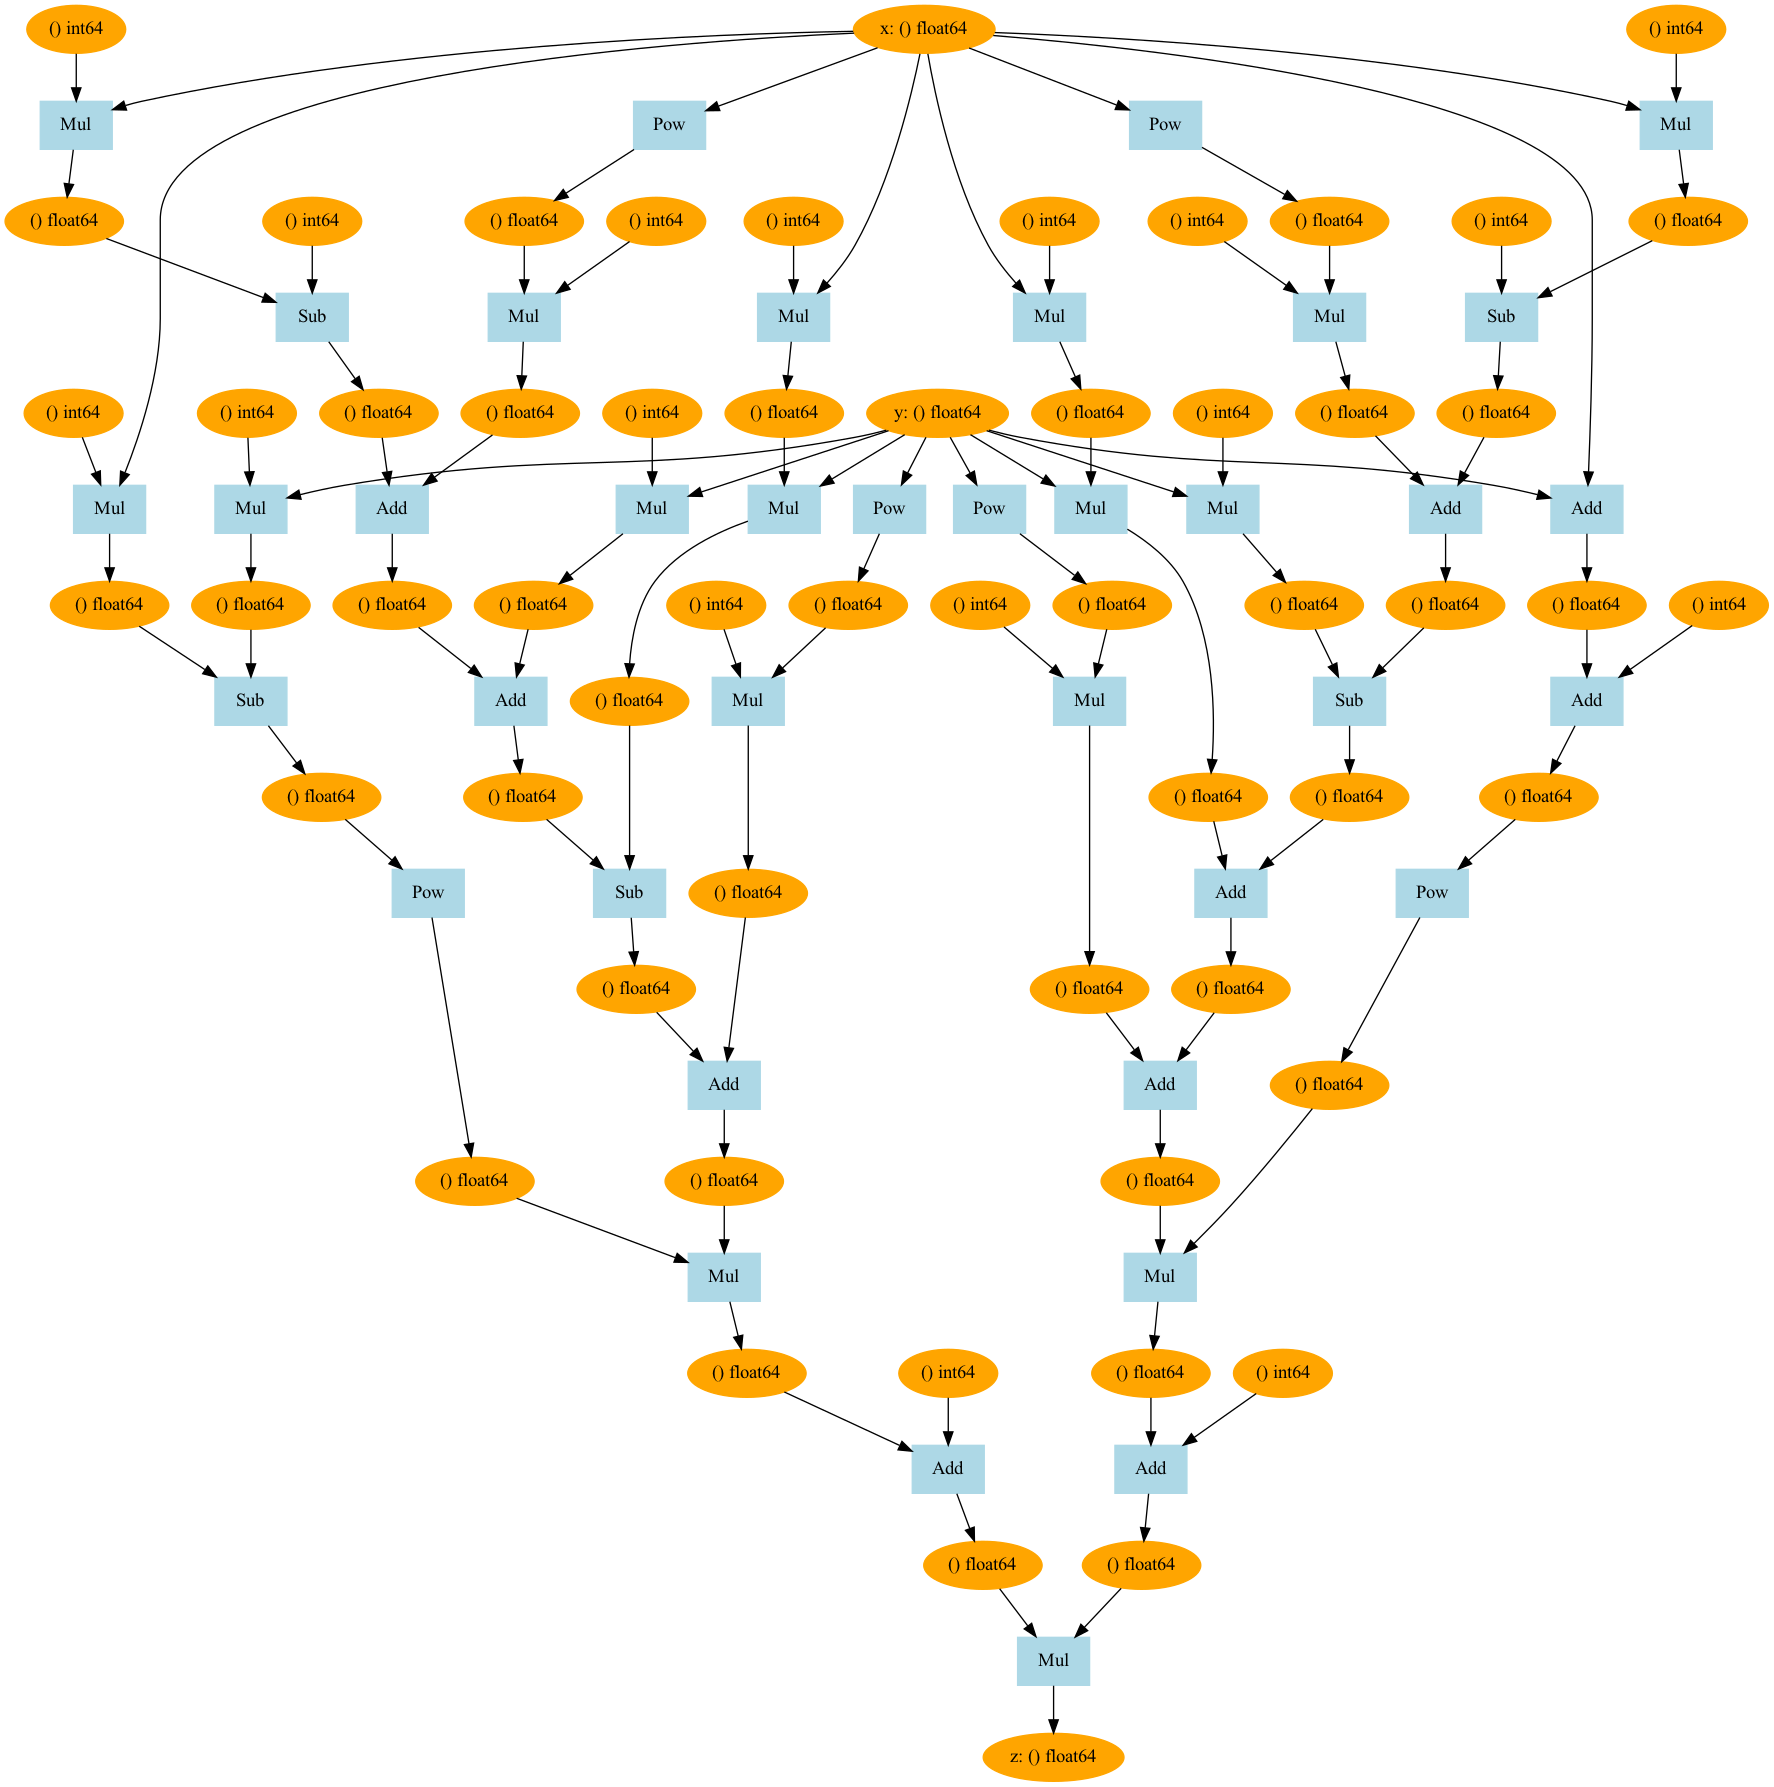 () int64
x: () float64
() int64
Mul
Pow
Pow
Mul
() float64
() int64
() float64
() int64
() int64
() int64
() int64
() float64
() int64
() float64
Sub
Mul
Mul
Mul
Mul
Sub
() int64
() int64
() float64
() float64
() int64
() float64
y: () float64
() float64
() int64
() float64
() float64
Mul
Mul
Add
Mul
Mul
Pow
Pow
Mul
Mul
Add
Add
() float64
() float64
() float64
() float64
() int64
() float64
() int64
() float64
() float64
() float64
() float64
() int64
Sub
Add
() float64
Mul
Mul
Sub
Add
() float64
() float64
() float64
() float64
() float64
Pow
Sub
() float64
Add
Pow
() float64
() float64
() float64
Add
Add
() float64
() float64
() float64
() float64
Mul
Mul
() float64
() int64
() float64
() int64
Add
Add
() float64
() float64
Mul
z: () float64